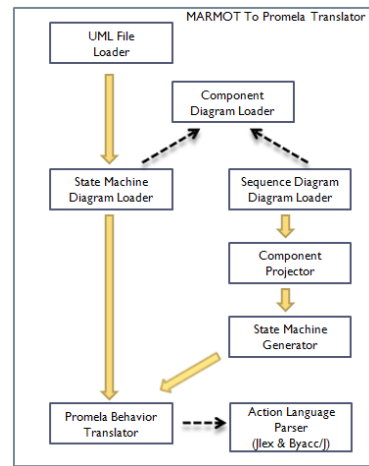 MARMOT To Promela Translator
UML File
Loader
Component
Diagram Loader
State Machine
Diagram Loader
Sequence Diagram
Diagram Loader
Component
Projector
State Machine
Generator
Promela Behavior
Translator
Action Language
Parser
(Jlex & Byacc/J)